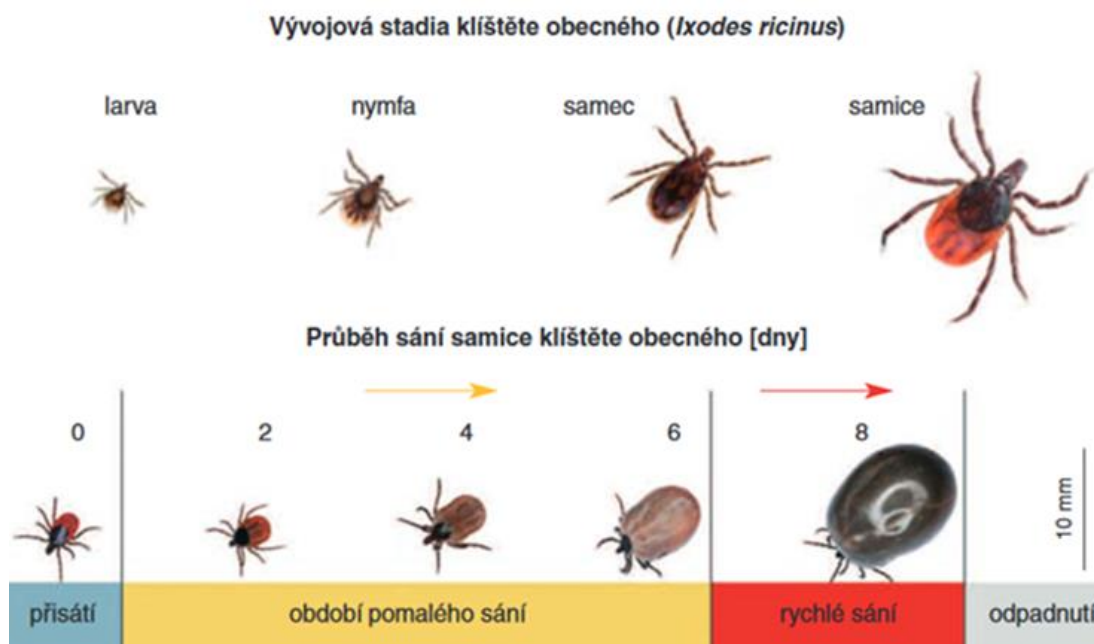 Vývojová stadia klíštěte obecného (Ixodes ricinus)
larva nymfa samec samice
Průběh sání samice klíštěte obecného [dny]
0 2 4 6 8
10 mm
přisátí období pomalého sání rychlé sání odpadnutí